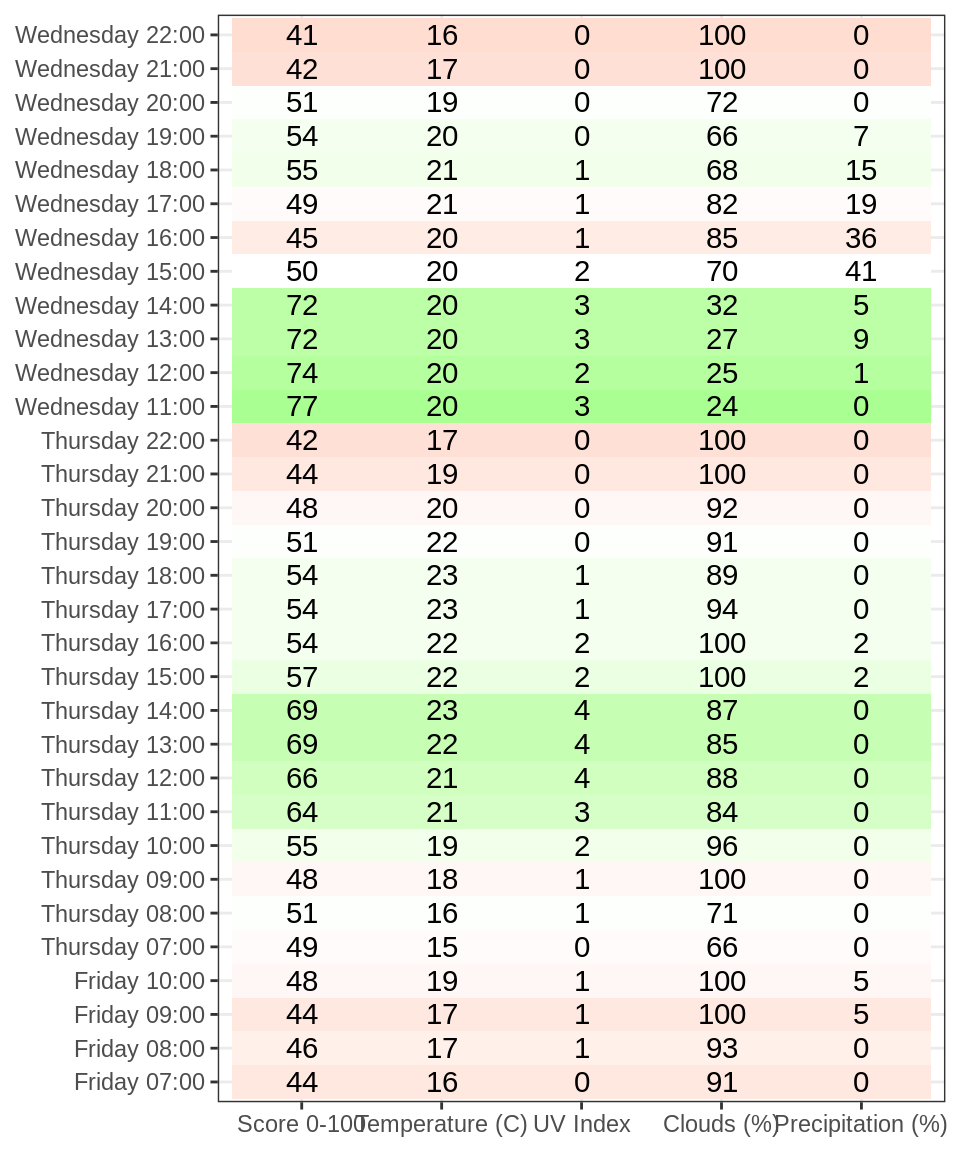 Wednesday 22:00 41 16 0 100 0
Wednesday 21:00 42 17 0 100 0
Wednesday 20:00 51 19 0 72 0
Wednesday 19:00 54 20 0 66 7
Wednesday 18:00 55 21 1 68 15
Wednesday 17:00 49 21 1 82 19
Wednesday 16:00 45 20 1 85 36
Wednesday 15:00 50 20 2 70 41
Wednesday 14:00 72 20 3 32 5
Wednesday 13:00 72 20 3 27 9
Wednesday 12:00 74 20 2 25 1
Wednesday 11:00 77 20 3 24 0
Thursday 22:00 42 17 0 100 0
Thursday 21:00 44 19 0 100 0
Thursday 20:00 48 20 0 92 0
Thursday 19:00 51 22 0 91 0
Thursday 18:00 54 23 1 89 0
Thursday 17:00 54 23 1 94 0
Thursday 16:00 54 22 2 100 2
Thursday 15:00 57 22 2 100 2
Thursday 14:00 69 23 4 87 0
Thursday 13:00 69 22 4 85 0
Thursday 12:00 66 21 4 88 0
Thursday 11:00 64 21 3 84 0
Thursday 10:00 55 19 2 96 0
Thursday 09:00 48 18 1 100 0
Thursday 08:00 51 16 1 71 0
Thursday 07:00 49 15 0 66 0
Friday 10:00 48 19 1 100 5
Friday 09:00 44 17 1 100 5
Friday 08:00 46 17 1 93 0
Friday 07:00 44 16 0 91 0
Score 0-100 Temperature (C) UV Index Clouds (%) Precipitation (%)